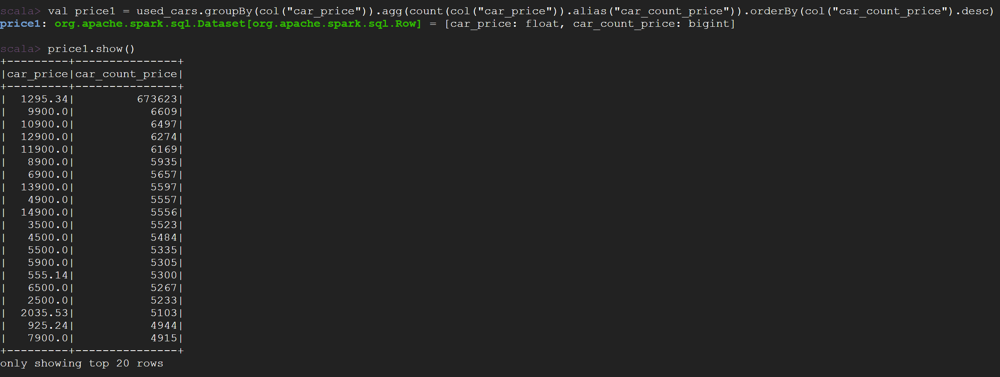 scala> val price1 = used_cars.groupBy(col("car_price")).agg(count(col("car_price")).alias("car_count_price")).orderBy(col("car_count_price").desc)
price1: org.apache.spark.sql.Dataset[org.apache.spark.sql.Row] = [car_price: float, car_count_price: bigint]
scala> price1.show()
+---------+---------------+
|car_price|car_count_price|
+---------+---------------+
|  1295.34|         673623|
|   9900.0|           6609|
|  10900.0|           6497|
|  12900.0|           6274|
|  11900.0|           6169|
|   8900.0|           5935|
|   6900.0|           5657|
|  13900.0|           5597|
|   4900.0|           5557|
|  14900.0|           5556|
|   3500.0|           5523|
|   4500.0|           5484|
|   5500.0|           5335|
|   5900.0|           5305|
|   555.14|           5300|
|   6500.0|           5267|
|   2500.0|           5233|
|  2035.53|           5103|
|   925.24|           4944|
|   7900.0|           4915|
+---------+---------------+
only showing top 20 rows